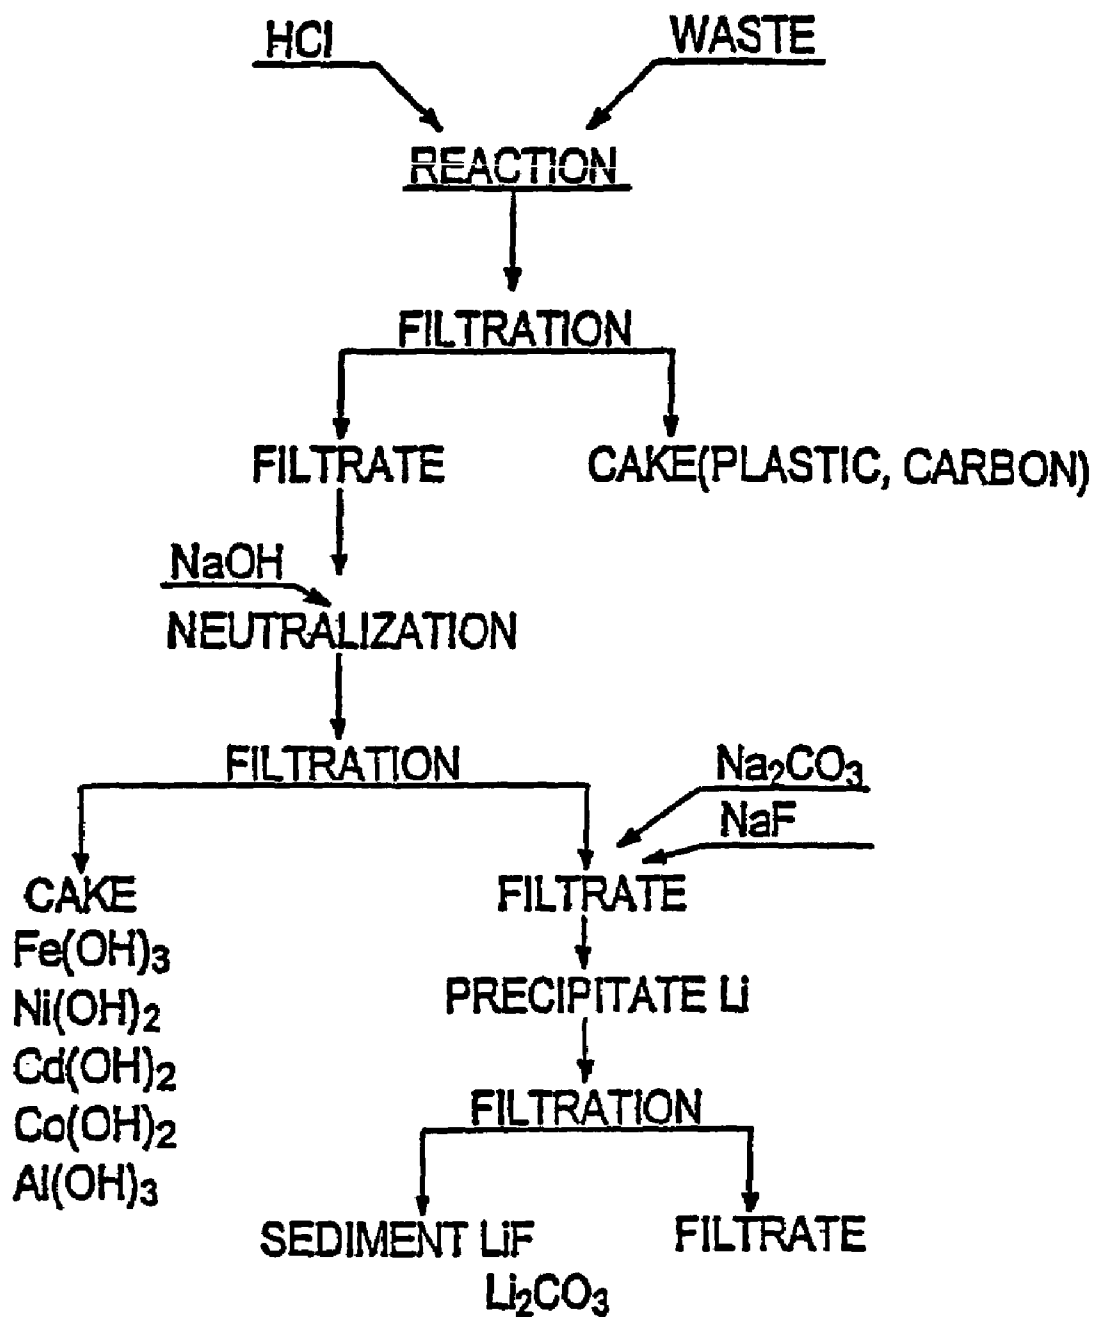 HCl
WASTE
REACTION
FILTRATION
FILTRATE
CAKE(PLASTIC, CARBON)
NaOH
NEUTRALIZATION
FILTRATION
Na₂CO₃
NaF
CAKE
FILTRATE
Fe(OH)₃
Ni(OH)₂
Cd(OH)₂
Co(OH)₂
Al(OH)₃
PRECIPITATE Li
FILTRATION
SEDIMENT LiF
Li₂CO₃
FILTRATE